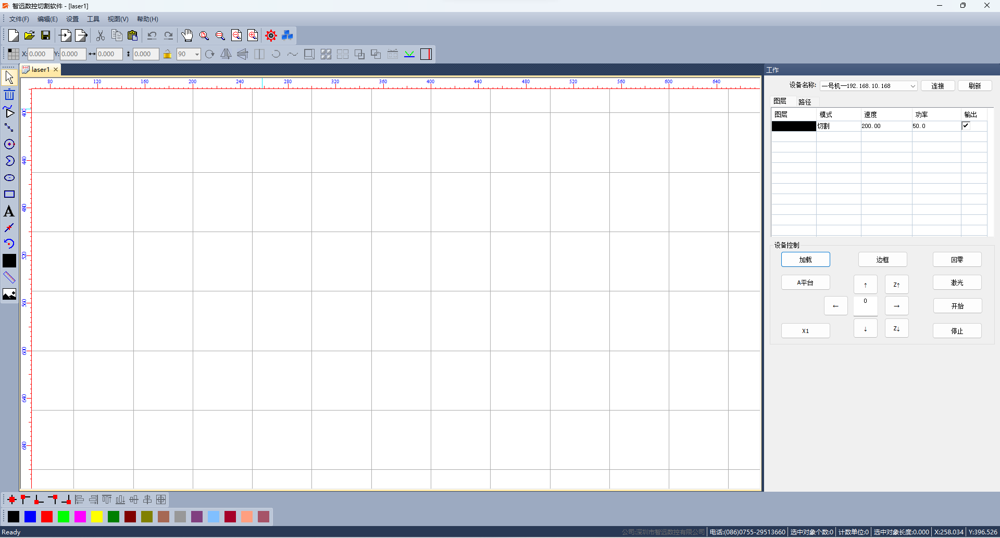 智远数控切割软件 - [laser1]
文件(F) 编辑(E) 设置 工具 视图(V) 帮助(H)
X: 0.000 Y: 0.000 0.000 0.000 90
laser1
工作
80 120 160 200 240 280 320 360 400 440 480 520 560 600 640
400
440
480
520
560
600
640
680
设备名称: 一号机一192.168.10.168 连接 刷新
图层 路径
图层 模式 速度 功率 输出
切割 200.00 50.0
设备控制
加载 边框 回零
A平台 ↑ Z↑ 激光
← 0 → 开始
X1 ↓ Z↓ 停止
Ready 公司:深圳市智远数控有限公司 电话:(086)0755-29513660 选中对象个数:0 计数单位:0 选中对象长度:0.000 X:258.034 Y:396.526